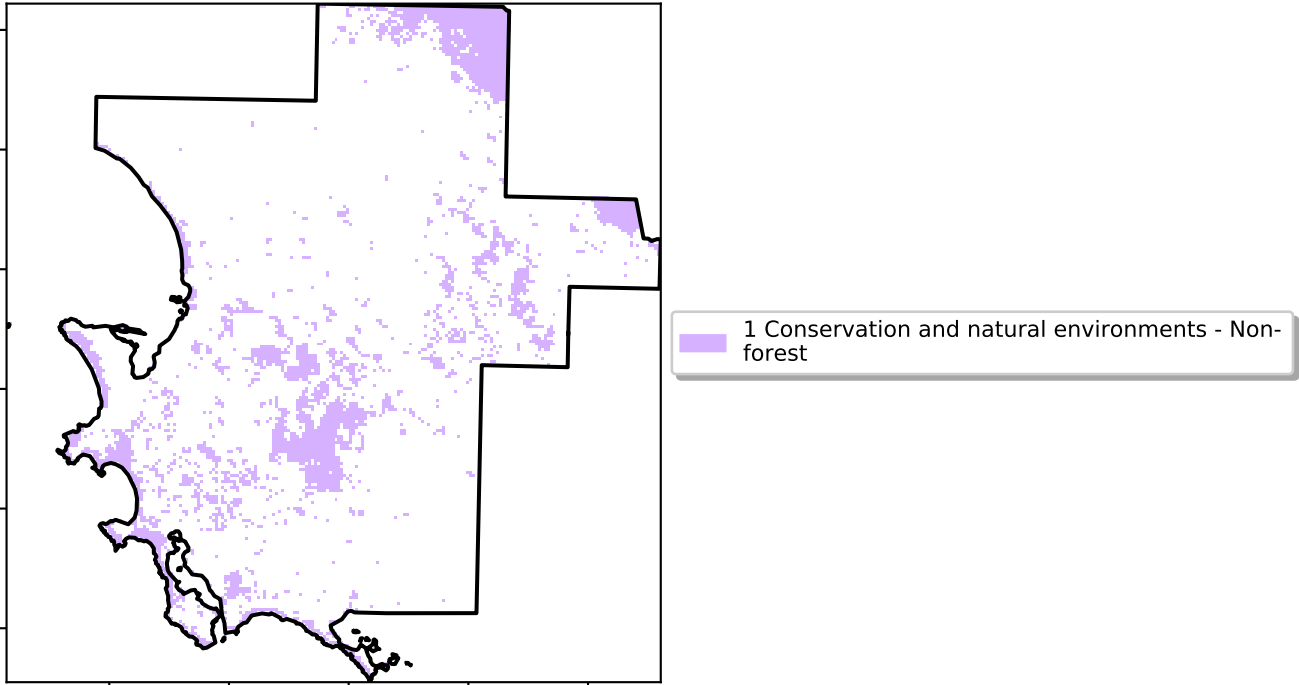 1 Conservation and natural environments - Non-
forest